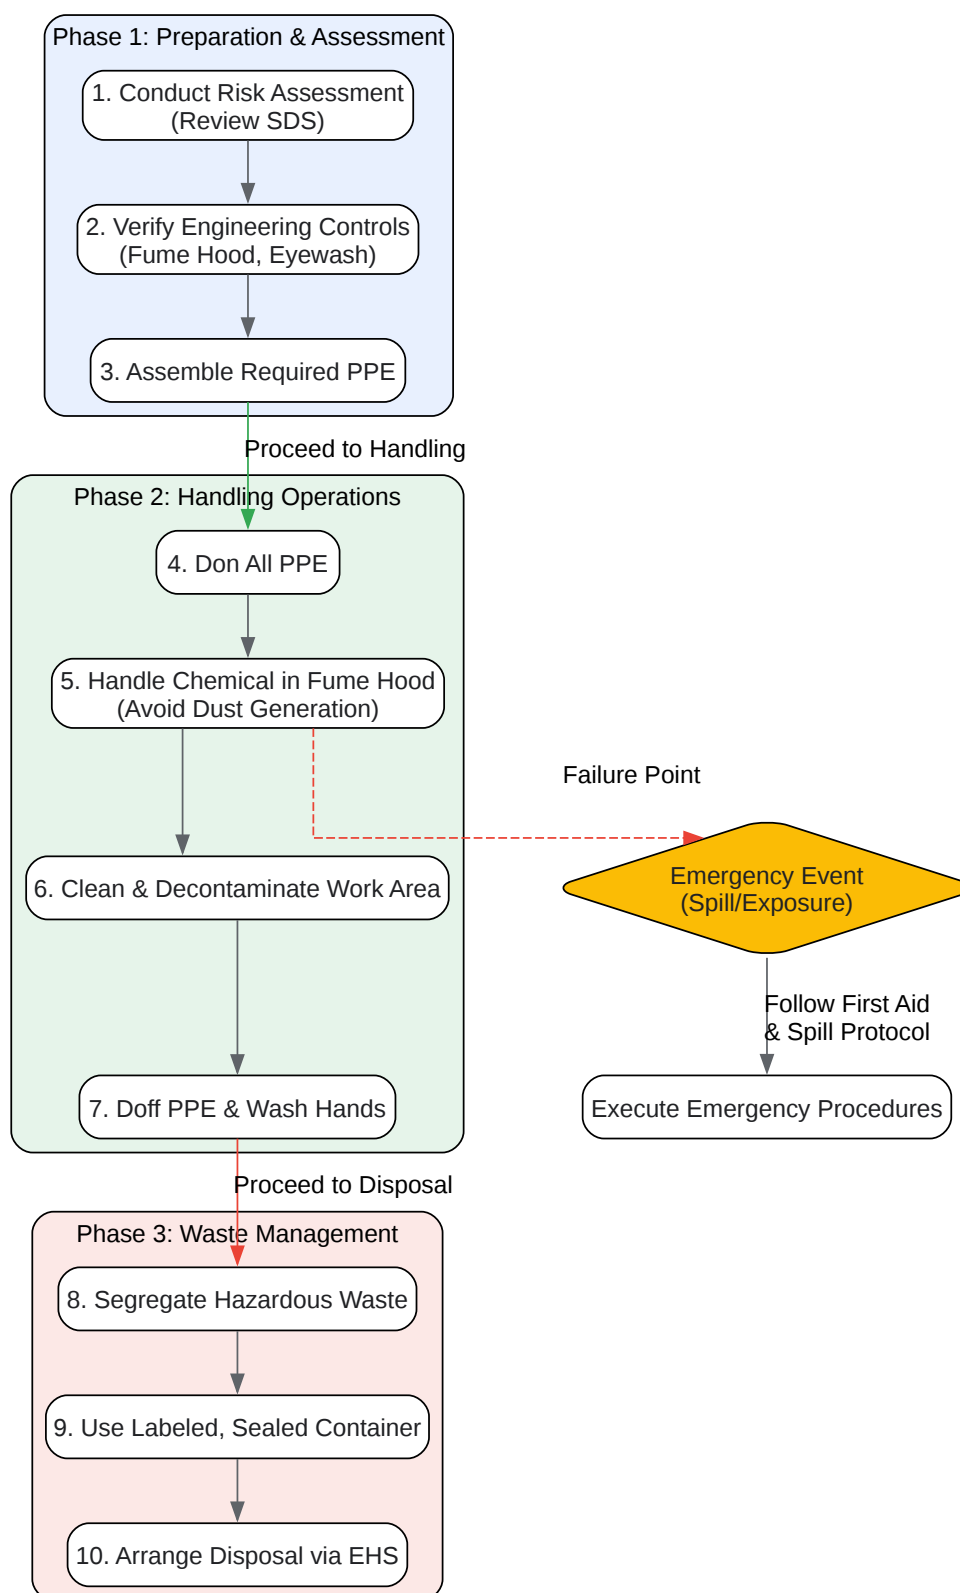 Phase 1: Preparation & Assessment
1. Conduct Risk Assessment
(Review SDS)
2. Verify Engineering Controls
(Fume Hood, Eyewash)
3. Assemble Required PPE
Proceed to Handling
Phase 2: Handling Operations
4. Don All PPE
5. Handle Chemical in Fume Hood
(Avoid Dust Generation)
Failure Point
Emergency Event
(Spill/Exposure)
6. Clean & Decontaminate Work Area
Follow First Aid
& Spill Protocol
7. Doff PPE & Wash Hands
Execute Emergency Procedures
Proceed to Disposal
Phase 3: Waste Management
8. Segregate Hazardous Waste
9. Use Labeled, Sealed Container
10. Arrange Disposal via EHS